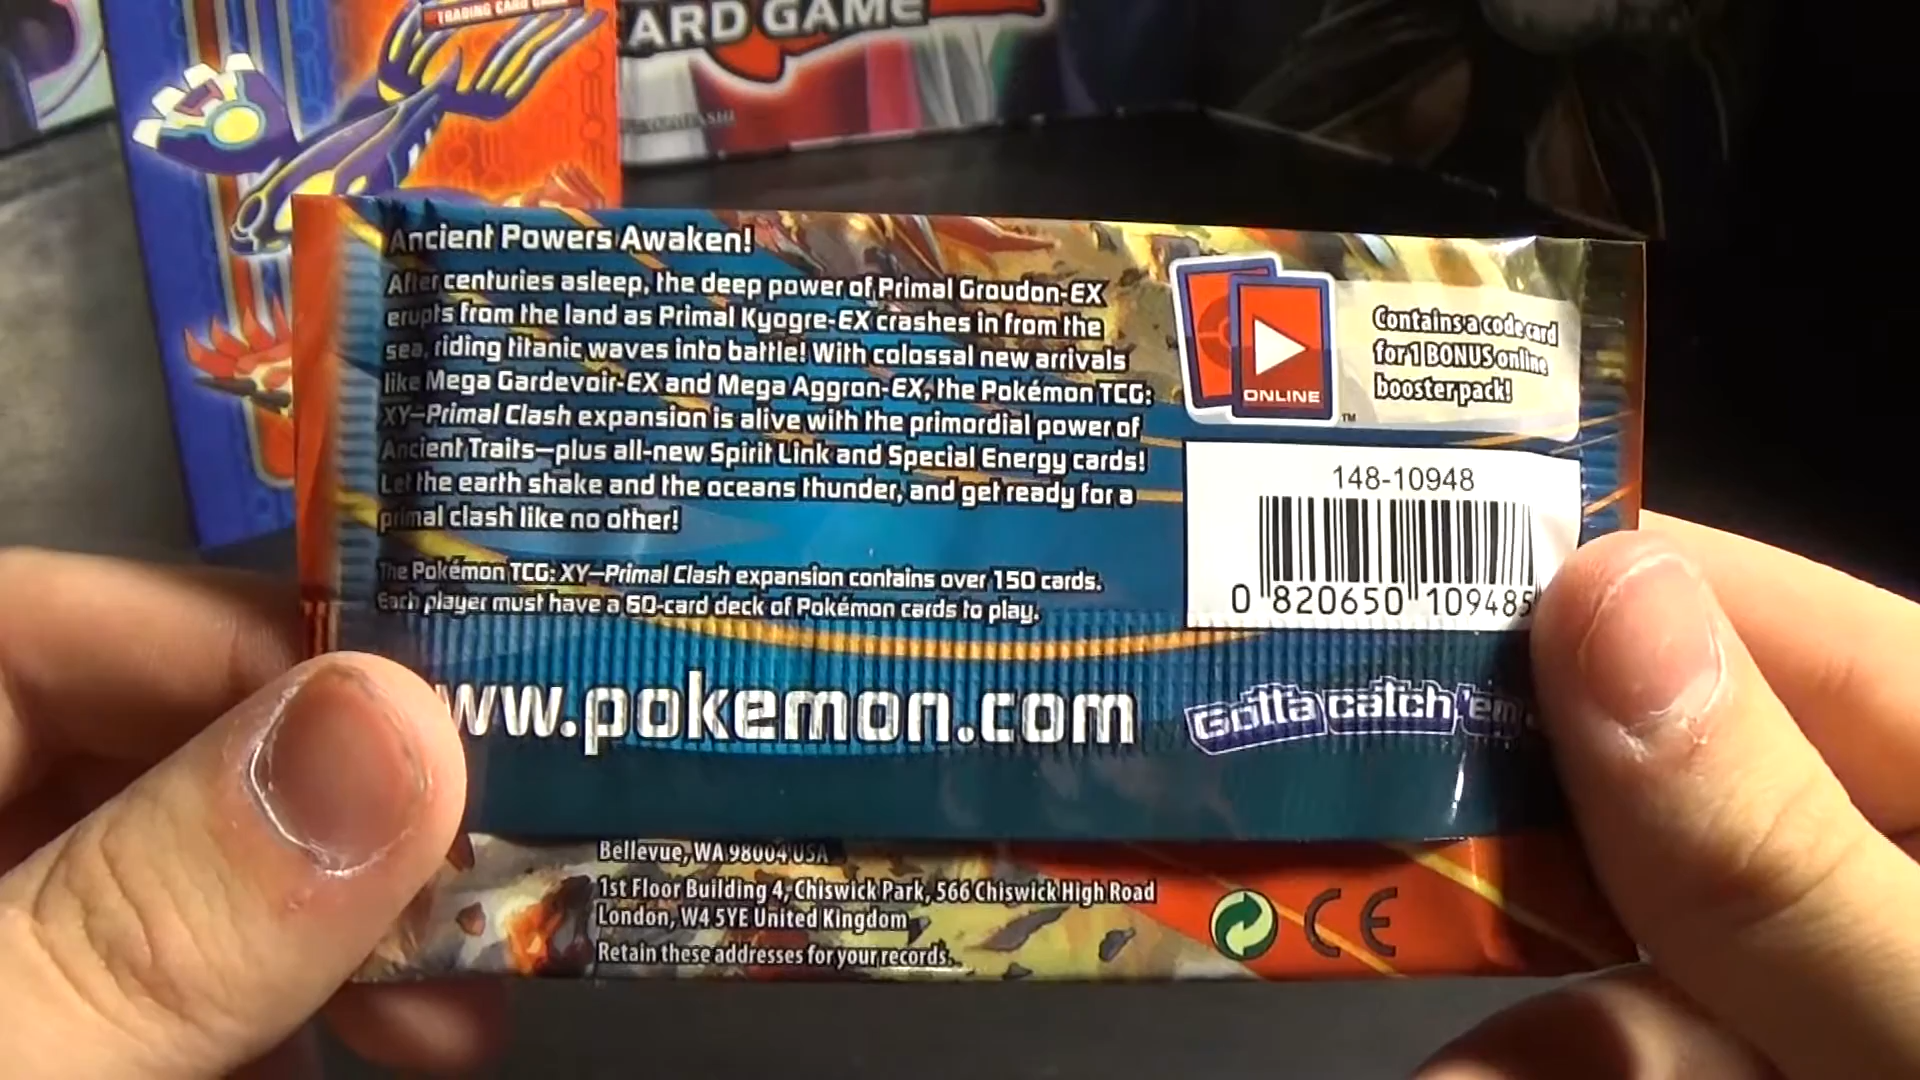 TRADING CARD GAME
CARD GAME
Ancient Powers Awaken!
After centuries asleep, the deep power of Primal Groudon-EX
erupts from the land as Primal Kyogre-EX crashes in from the
sea, riding titanic waves into battle! With colossal new arrivals
like Mega Gardevoir-EX and Mega Aggron-EX, the Pokémon TCG:
XY—Primal Clash expansion is alive with the primordial power of
Ancient Traits—plus all-new Spirit Link and Special Energy cards!
Let the earth shake and the oceans thunder, and get ready for a
primal clash like no other!
The Pokémon TCG: XY—Primal Clash expansion contains over 150 cards.
Each player must have a 60-card deck of Pokémon cards to play.
ONLINE
TM
Contains a code card
for 1 BONUS online
booster pack!
148-10948
0 820650 109485
www.pokemon.com
Gotta catch 'em
Bellevue, WA 98004 USA
1st Floor Building 4, Chiswick Park, 566 Chiswick High Road
London, W4 5YE United Kingdom
Retain these addresses for your records.
CE